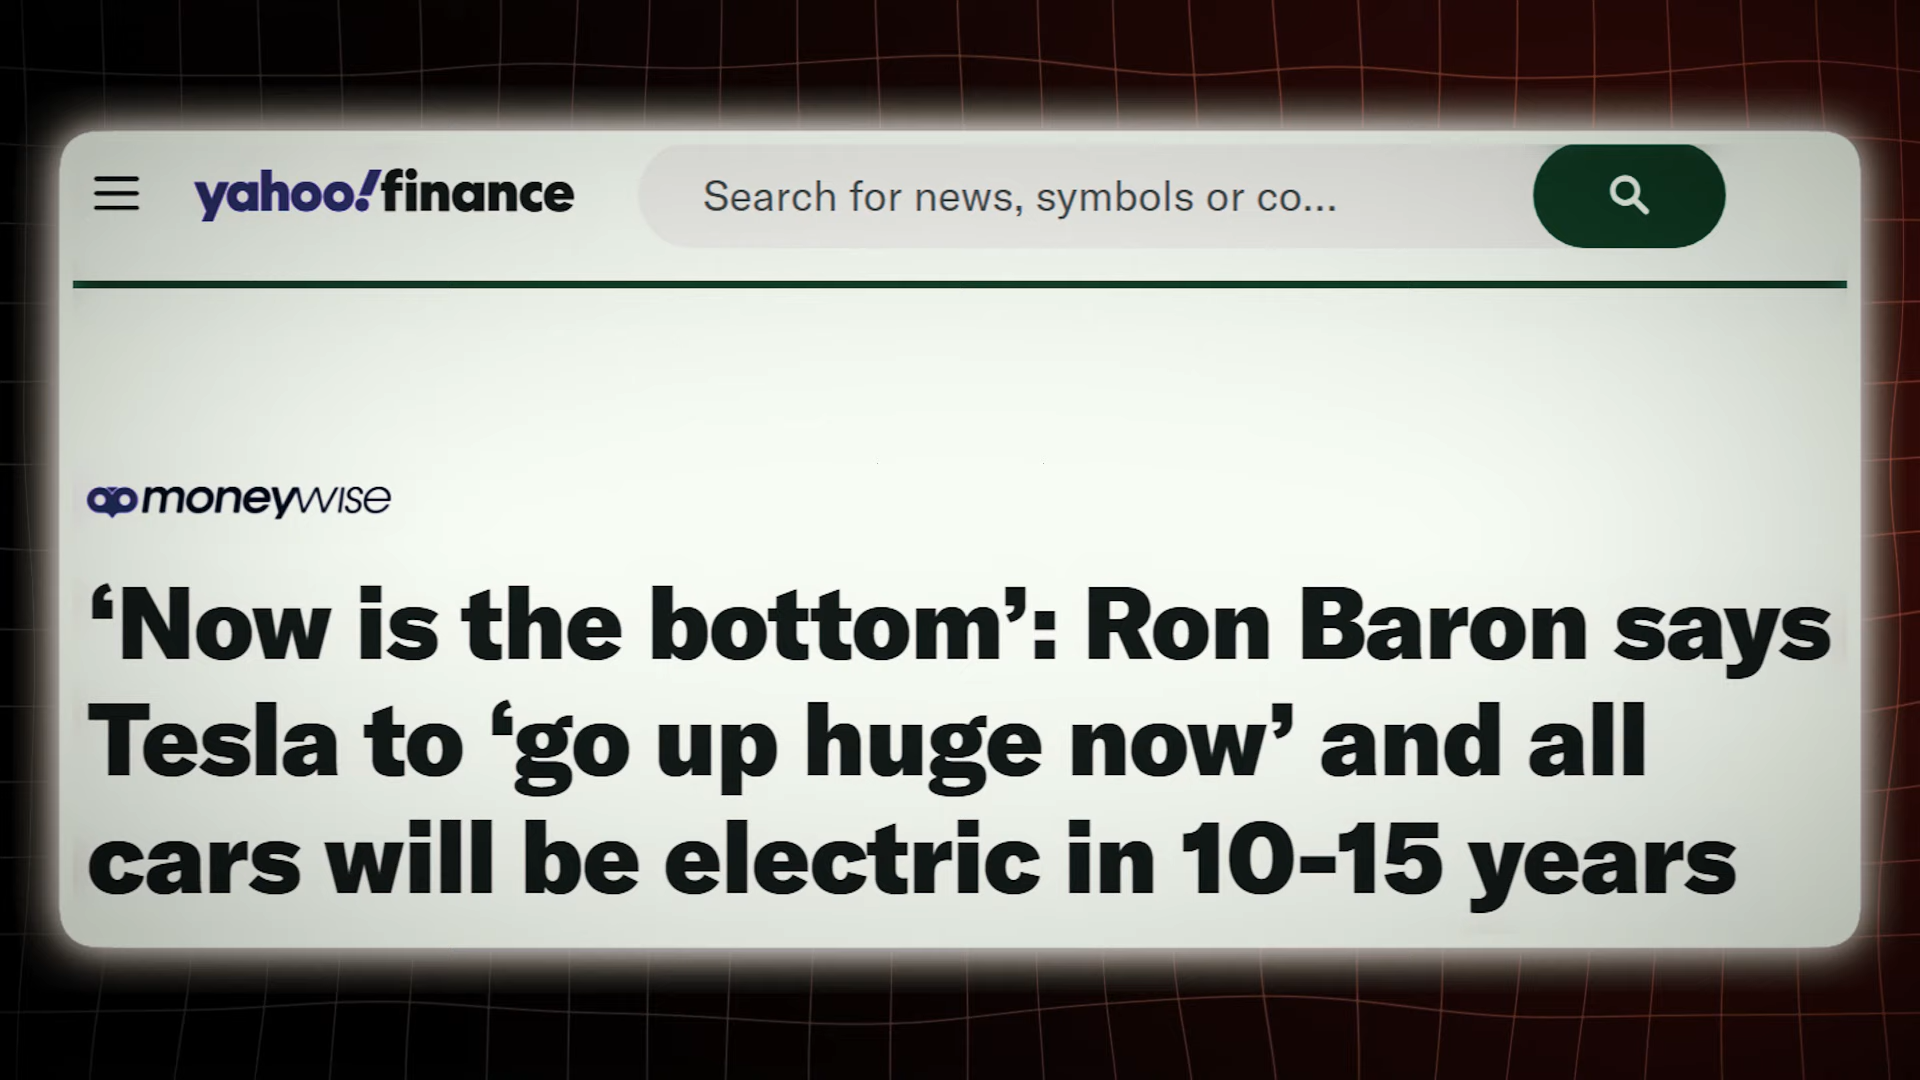 yahoo!finance
Search for news, symbols or co...
moneywise
‘Now is the bottom’: Ron Baron says
Tesla to ‘go up huge now’ and all
cars will be electric in 10-15 years